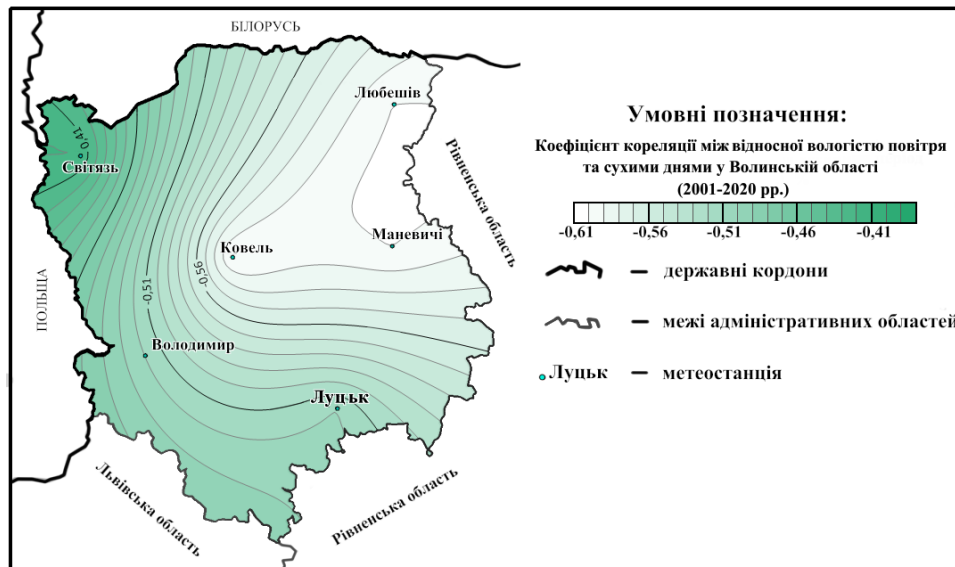 БІЛОРУСЬ
Любешів
-0,41
Світязь
Рівненська область
Маневичі
Ковель
-0,56
-0,51
ПОЛЬЩА
Володимир
Луцьк
Львівська область
Рівненська область
Умовні позначення:
Коефіцієнт кореляції між відносної вологістю повітря
та сухими днями у Волинській області
(2001-2020 рр.)
-0,61 -0,56 -0,51 -0,46 -0,41
– державні кордони
– межі адміністративних областей
Луцьк – метеостанція